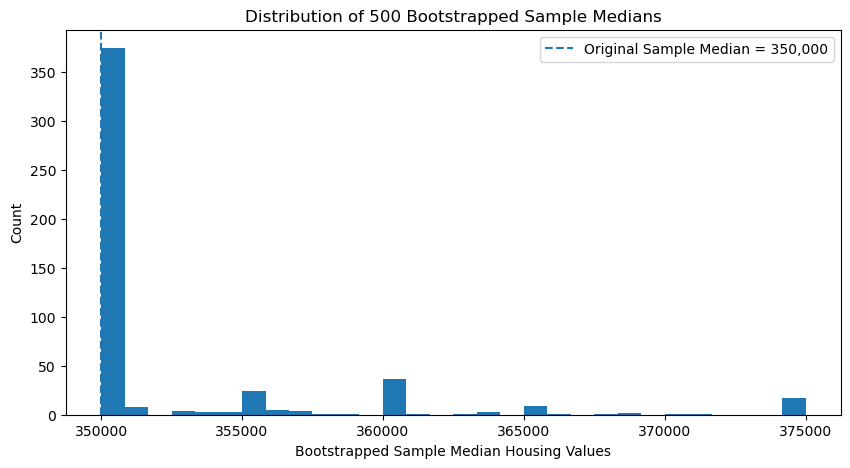 Distribution of 500 Bootstrapped Sample Medians
Original Sample Median = 350,000
Count
350
300
250
200
150
100
50
0
350000 355000 360000 365000 370000 375000
Bootstrapped Sample Median Housing Values